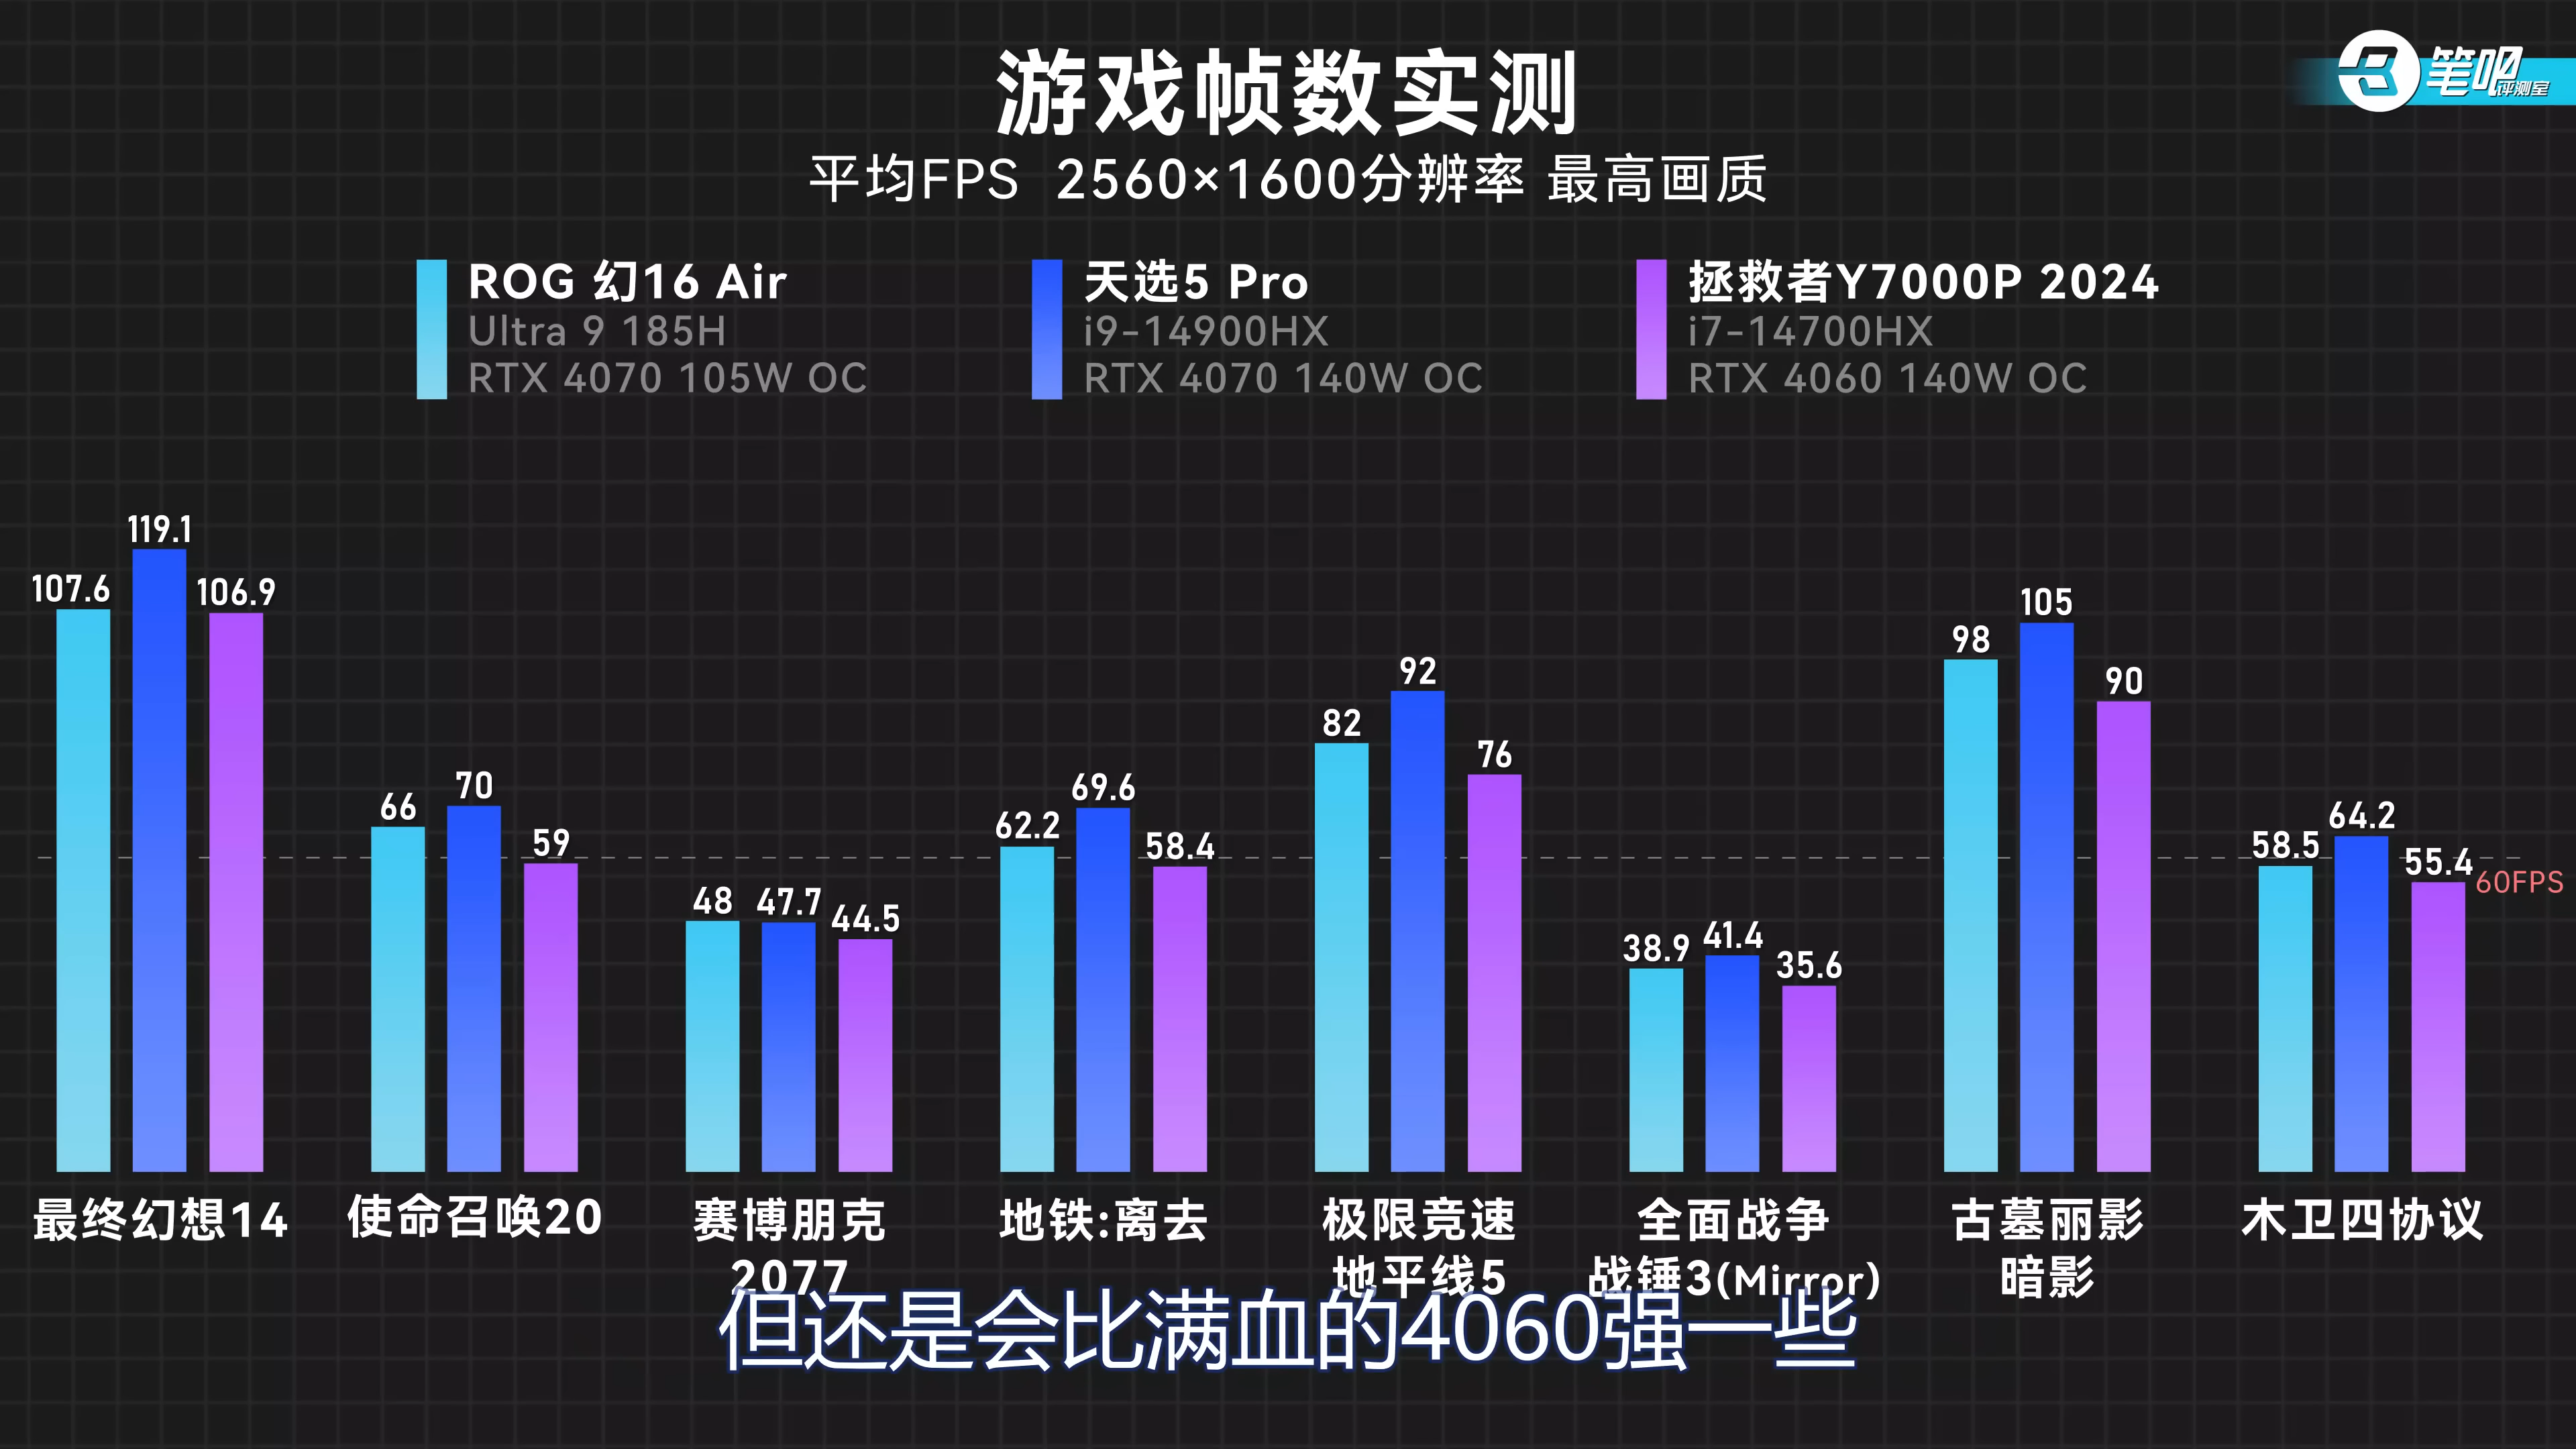 笔吧评测室
游戏帧数实测
平均FPS 2560×1600分辨率 最高画质
ROG 幻16 Air
Ultra 9 185H
RTX 4070 105W OC
天选5 Pro
i9-14900HX
RTX 4070 140W OC
拯救者Y7000P 2024
i7-14700HX
RTX 4060 140W OC
107.6
119.1
106.9
66
70
59
48
47.7
44.5
62.2
69.6
58.4
82
92
76
38.9
41.4
35.6
98
105
90
58.5
64.2
55.4
60FPS
最终幻想14
使命召唤20
赛博朋克
2077
地铁:离去
极限竞速
地平线5
全面战争
战锤3(Mirror)
古墓丽影
暗影
木卫四协议
但还是会比满血的4060强一些